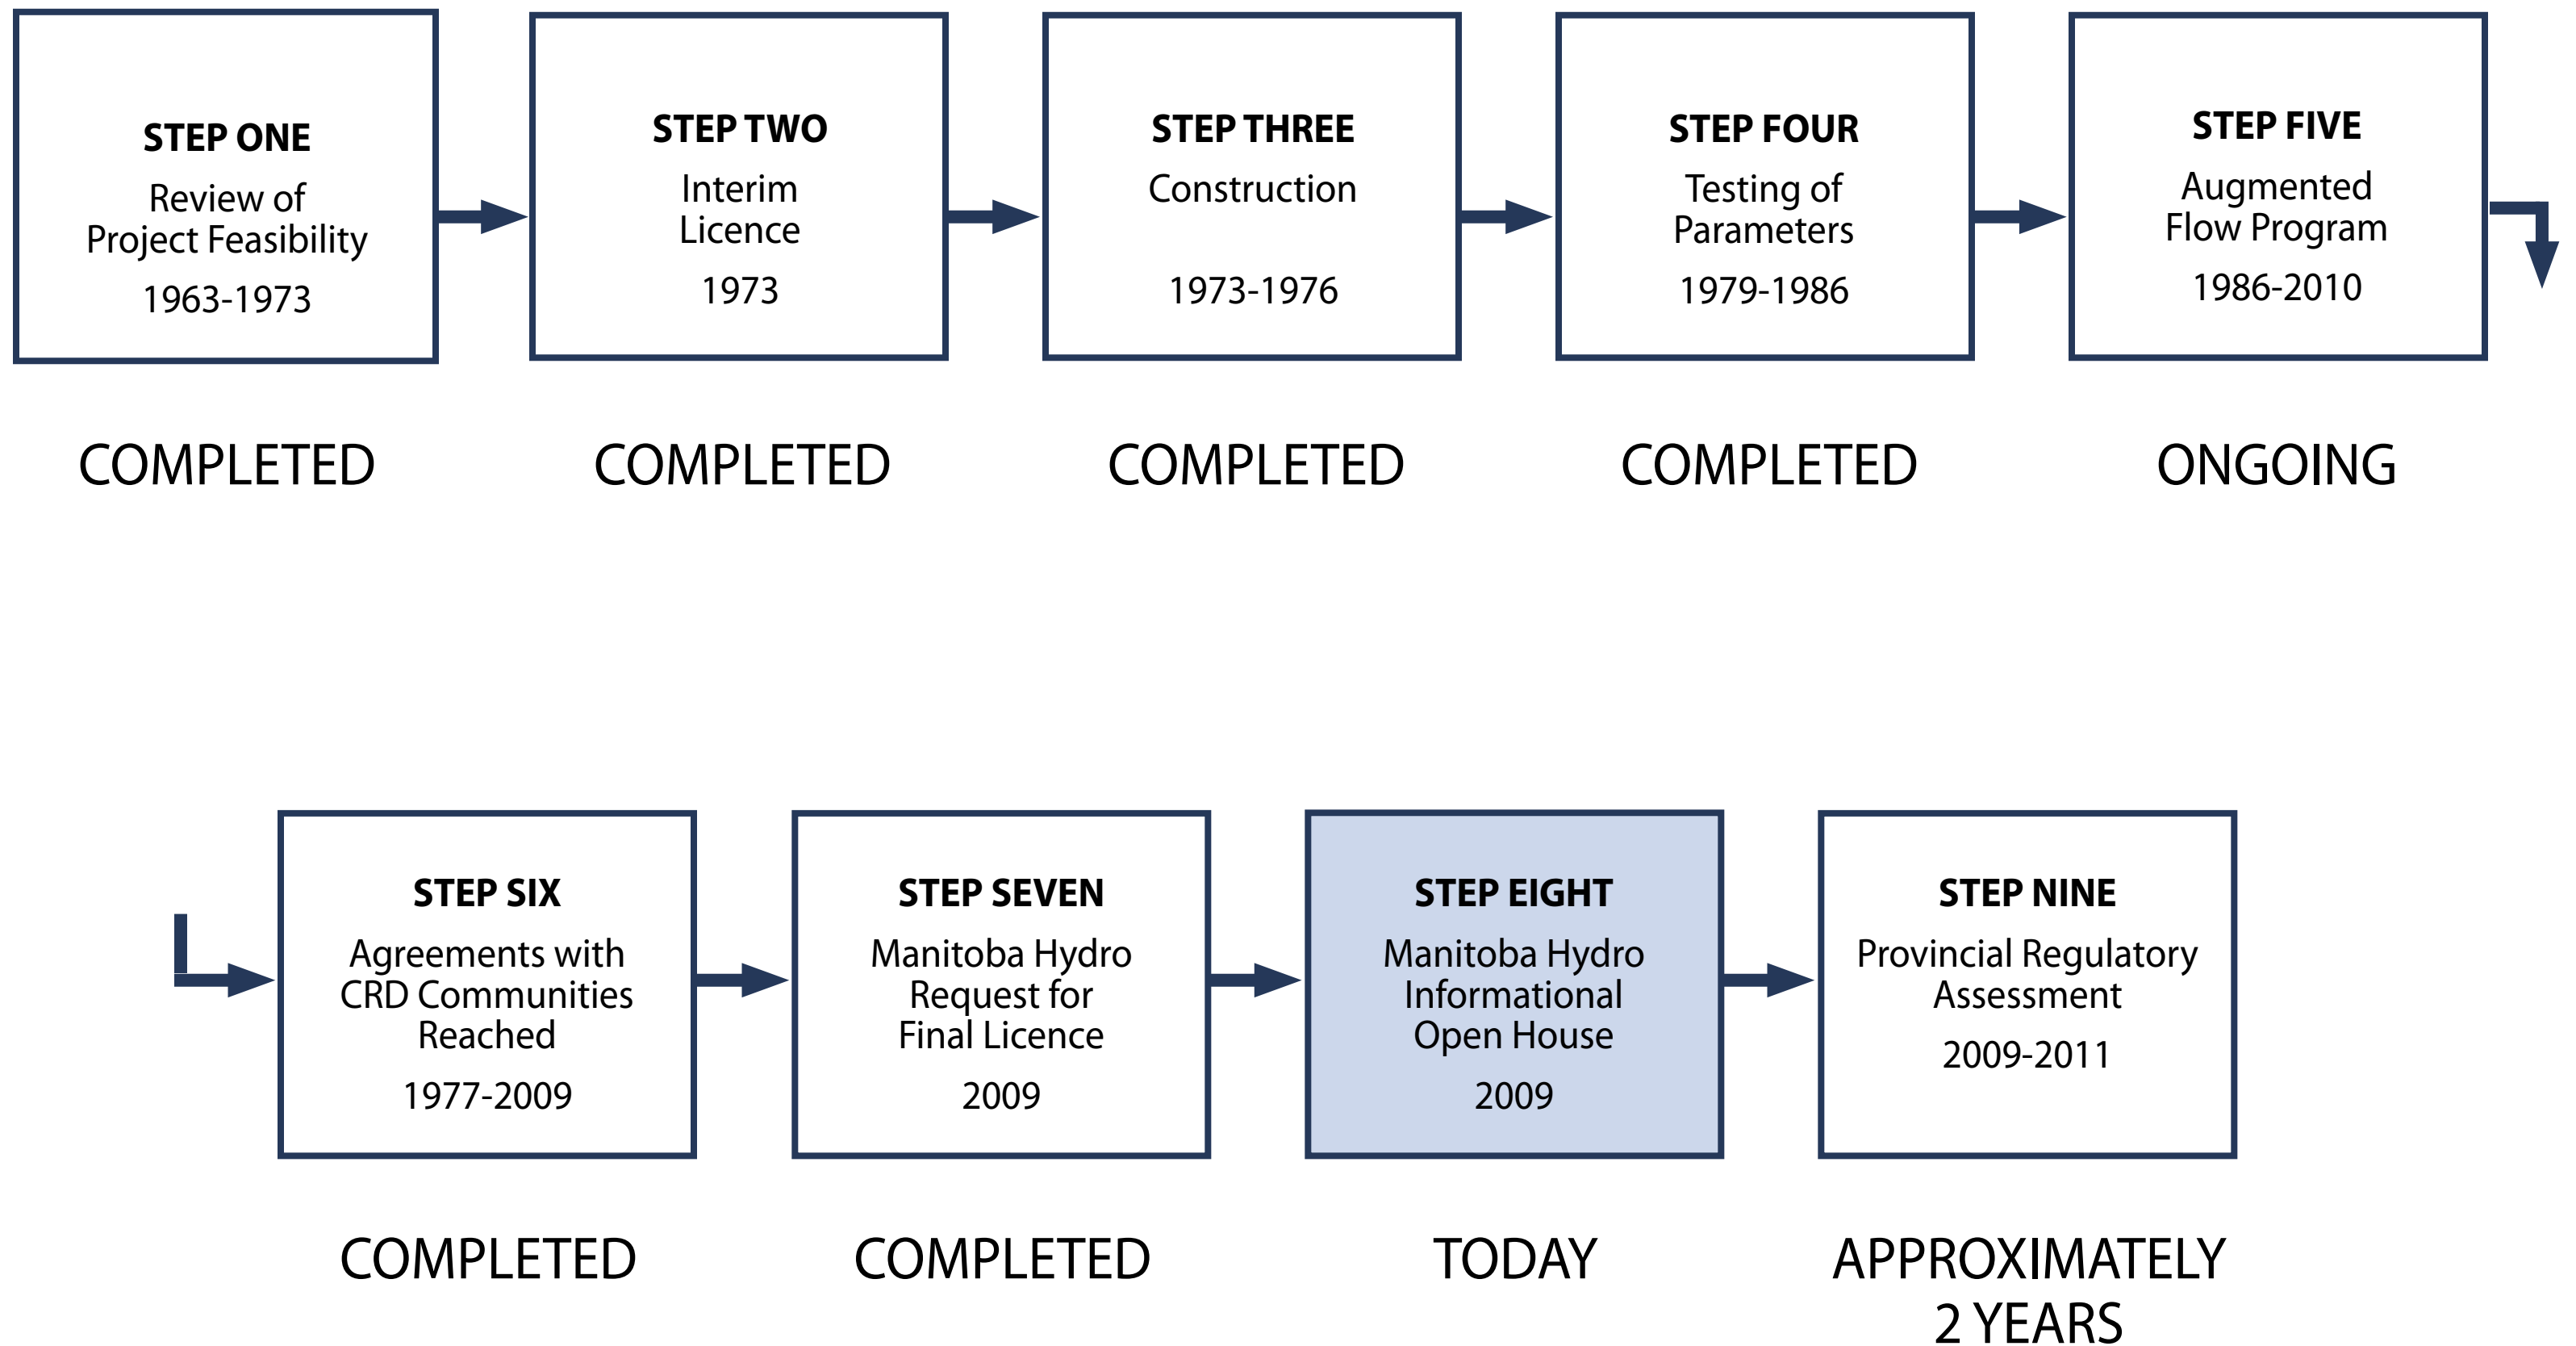 STEP ONE
Review of
Project Feasibility
1963-1973
STEP TWO
Interim
Licence
1973
STEP THREE
Construction
1973-1976
STEP FOUR
Testing of
Parameters
1979-1986
STEP FIVE
Augmented
Flow Program
1986-2010
COMPLETED
COMPLETED
COMPLETED
COMPLETED
ONGOING
STEP SIX
Agreements with
CRD Communities
Reached
1977-2009
STEP SEVEN
Manitoba Hydro
Request for
Final Licence
2009
STEP EIGHT
Manitoba Hydro
Informational
Open House
2009
STEP NINE
Provincial Regulatory
Assessment
2009-2011
COMPLETED
COMPLETED
TODAY
APPROXIMATELY
2 YEARS